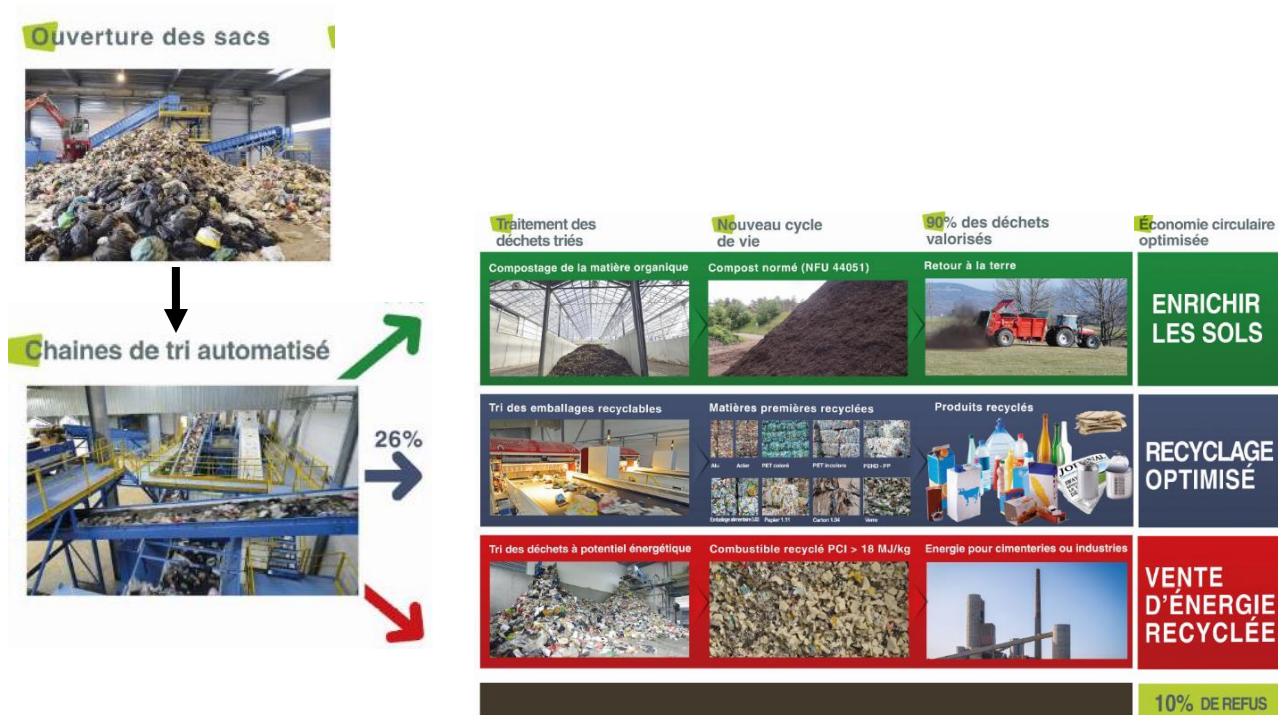 Ouverture des sacs
Chaines de tri automatisé
26%
Traitement des
déchets triés
Nouveau cycle
de vie
90% des déchets
valorisés
Économie circulaire
optimisée
Compostage de la matière organique
Compost normé (NFU 44051)
Retour à la terre
ENRICHIR
LES SOLS
Tri des emballages recyclables
Matières premières recyclées
Produits recyclés
Alu Acier PET coloré PET incolore PEHD - PP
Papier 1.11 Carton 1.04 Verre
JOURNAL
RECYCLAGE
OPTIMISÉ
Tri des déchets à potentiel énergétique
Combustible recyclé PCI > 18 MJ/kg
Energie pour cimenteries ou industries
VENTE
D'ÉNERGIE
RECYCLÉE
10% DE REFUS